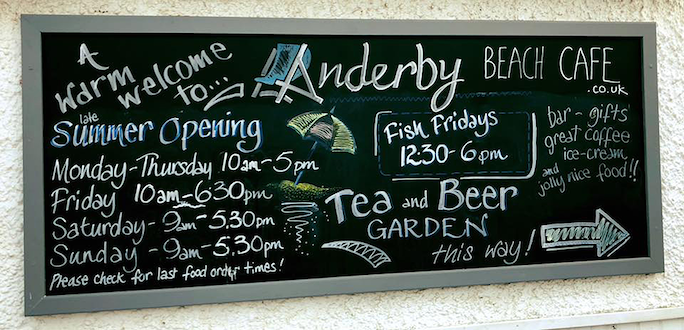 A
warm
welcome
to...
Anderby BEACH CAFE
.co.uk
late
Summer Opening
Monday-Thursday 10am-5pm
Friday 10am-6.30pm
Saturday - 9am-5.30pm
Sunday - 9am-5.30pm
Please check for last food order times!
Fish Fridays
12.30-6pm
bar - gifts
great coffee
ice-cream
and
jolly nice food!!
Tea and Beer
GARDEN
this way!